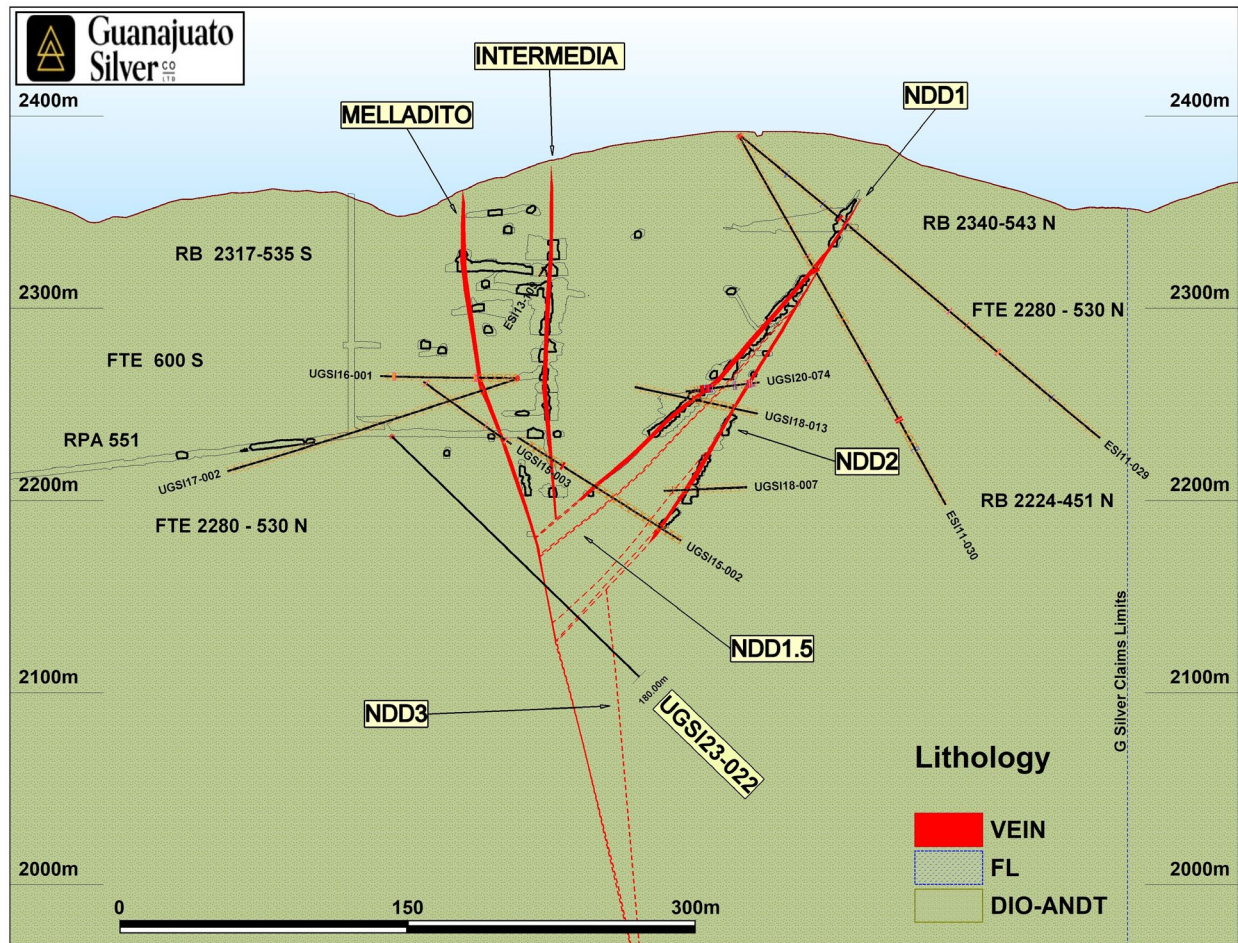 Guanajuato
Silver CO
LTD
INTERMEDIA
MELLADITO
NDD1
2400m
2400m
RB 2317-535 S
RB 2340-543 N
ESI13-109
2300m
2300m
FTE 2280 - 530 N
FTE 600 S
UGSI16-001
UGSI20-074
UGSI18-013
RPA 551
NDD2
UGSI15-003
UGSI17-002
ESI11-029
UGSI18-007
2200m
2200m
RB 2224-451 N
FTE 2280 - 530 N
ESI11-030
UGSI15-002
NDD1.5
G Silver Claims Limits
2100m
2100m
180.00m
NDD3
UGSI23-022
Lithology
VEIN
FL
DIO-ANDT
2000m
2000m
0 150 300m